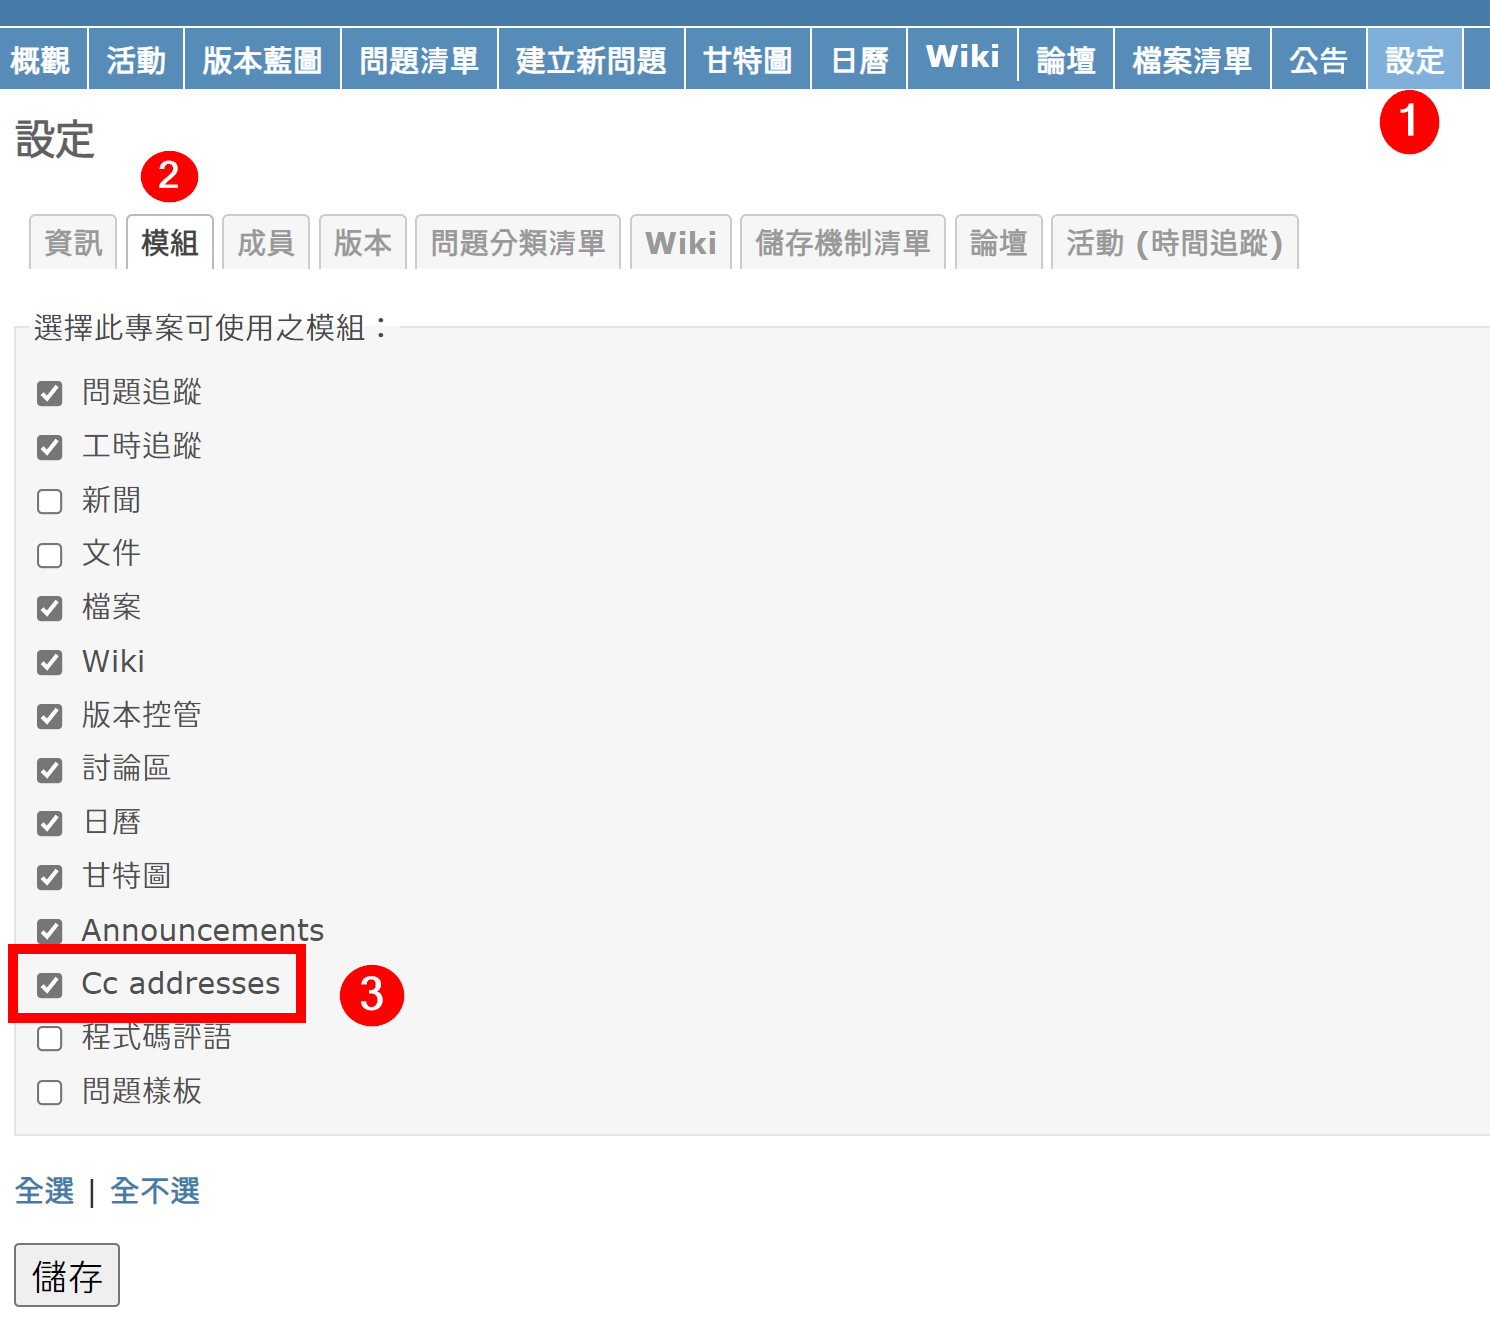 概觀 活動 版本藍圖 問題清單 建立新問題 甘特圖 日曆 Wiki 論壇 檔案清單 公告 設定
1
設定
2
資訊 模組 成員 版本 問題分類清單 Wiki 儲存機制清單 論壇 活動 (時間追蹤)
選擇此專案可使用之模組：
問題追蹤
工時追蹤
新聞
文件
檔案
Wiki
版本控管
討論區
日曆
甘特圖
Announcements
Cc addresses
3
程式碼評語
問題樣板
全選 | 全不選
儲存